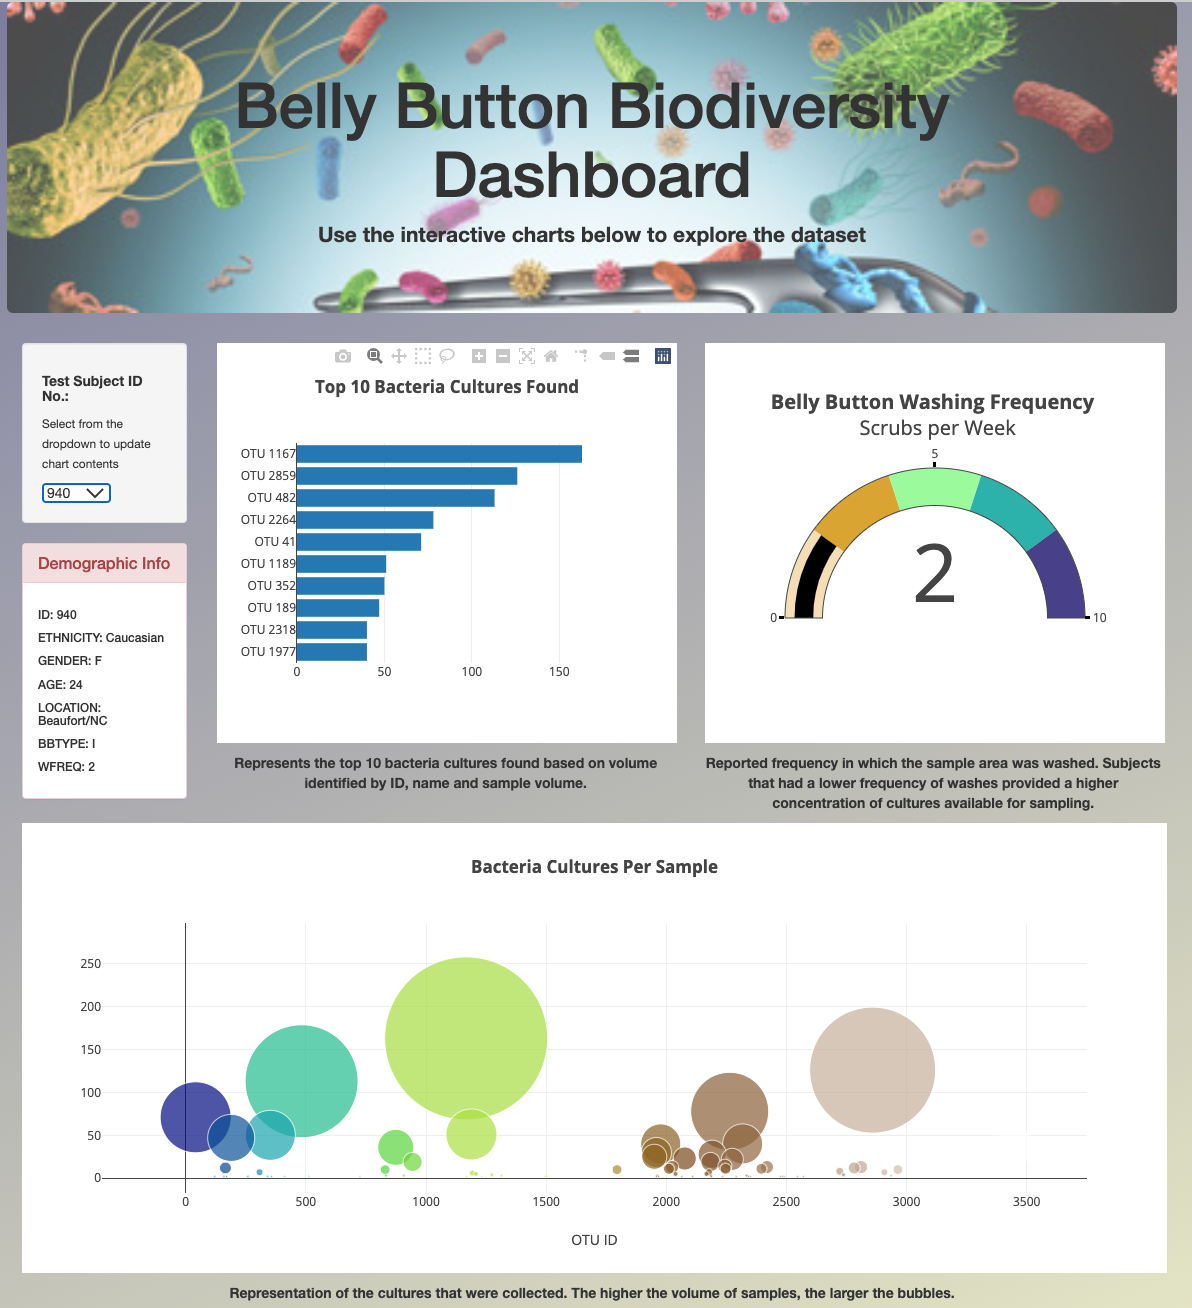 Belly Button Biodiversity
Dashboard
Use the interactive charts below to explore the dataset
Test Subject ID
No.:
Select from the
dropdown to update
chart contents
940
Demographic Info
ID: 940
ETHNICITY: Caucasian
GENDER: F
AGE: 24
LOCATION:
Beaufort/NC
BBTYPE: I
WFREQ: 2
Top 10 Bacteria Cultures Found
OTU 1167
OTU 2859
OTU 482
OTU 2264
OTU 41
OTU 1189
OTU 352
OTU 189
OTU 2318
OTU 1977
0 50 100 150
Represents the top 10 bacteria cultures found based on volume
identified by ID, name and sample volume.
Belly Button Washing Frequency
Scrubs per Week
5
2
0 10
Reported frequency in which the sample area was washed. Subjects
that had a lower frequency of washes provided a higher
concentration of cultures available for sampling.
Bacteria Cultures Per Sample
250
200
150
100
50
0
0 500 1000 1500 2000 2500 3000 3500
OTU ID
Representation of the cultures that were collected. The higher the volume of samples, the larger the bubbles.